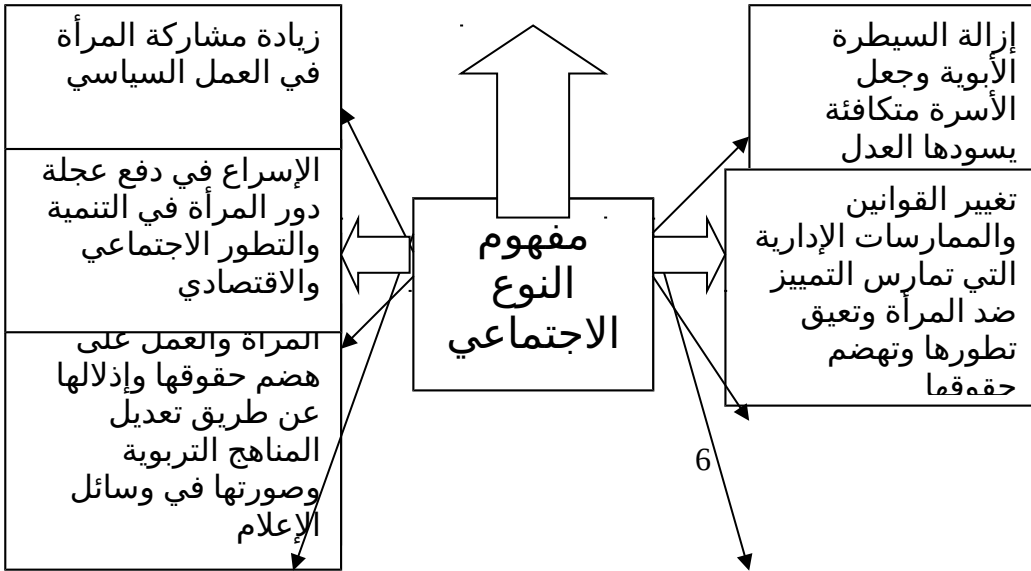 إزالة السيطرة
الأبوية وجعل
الأسرة متكافئة
يسودها العدل
تغيير القوانين
والممارسات الإدارية
التي تمارس التمييز
ضد المرأة وتعيق
تطورها وتهضم
حقوقها
مفهوم
النوع
الاجتماعي
زيادة مشاركة المرأة
في العمل السياسي
الإسراع في دفع عجلة
دور المرأة في التنمية
والتطور الاجتماعي
والاقتصادي
المرأة والعمل على
هضم حقوقها وإذلالها
عن طريق تعديل
المناهج التربوية
وصورتها في وسائل
الإعلام
6